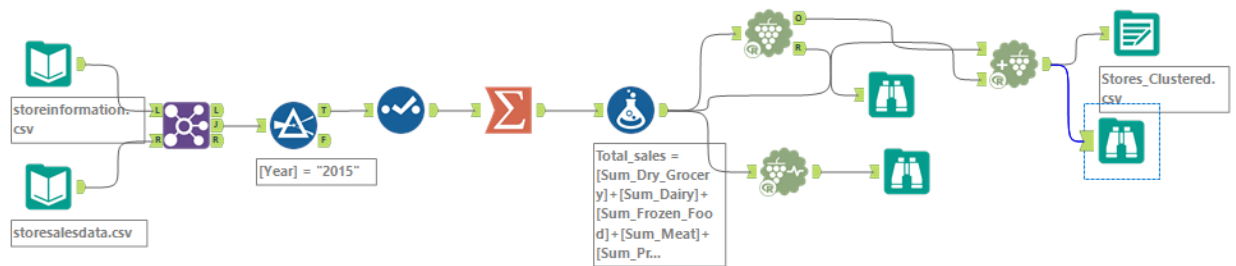 storeinformation.
csv
storesalesdata.csv
L
R
L
J
R
T
F
[Year] = "2015"
Total_sales =
[Sum_Dry_Grocer
y]+[Sum_Dairy]+
[Sum_Frozen_Foo
d]+[Sum_Meat]+
[Sum_Pr...
O
R
R
R
R
Stores_Clustered.
csv